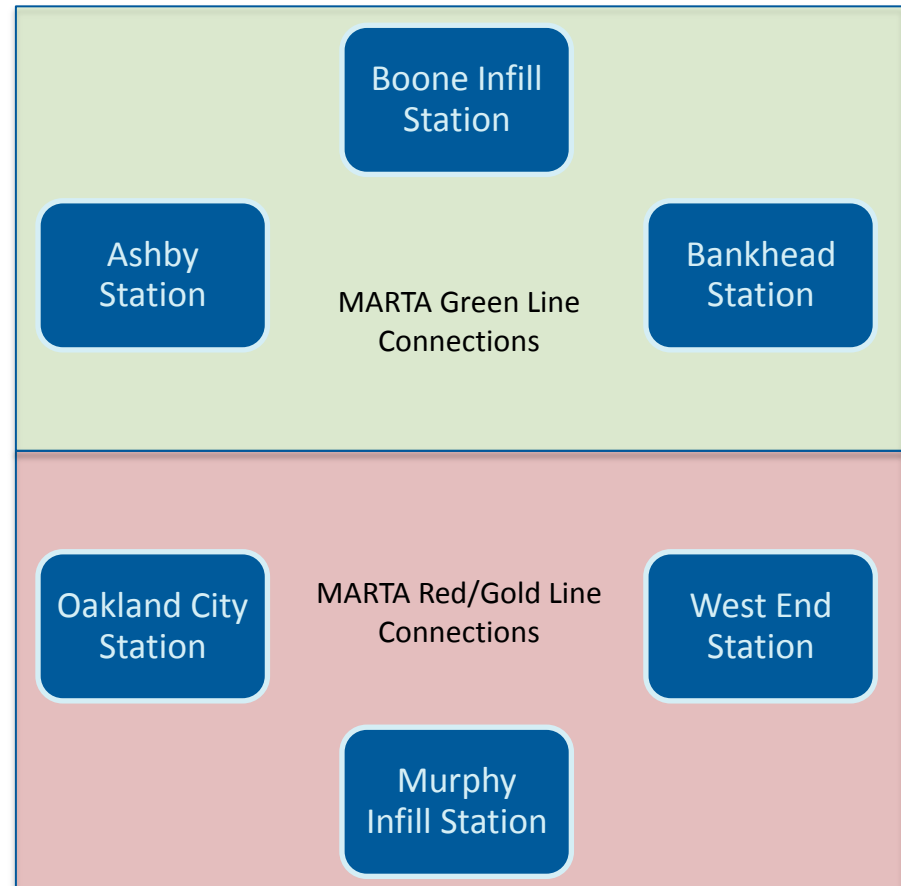 Boone Infill
Station
Ashby
Station
Bankhead
Station
MARTA Green Line
Connections
Oakland City
Station
MARTA Red/Gold Line
Connections
West End
Station
Murphy
Infill Station